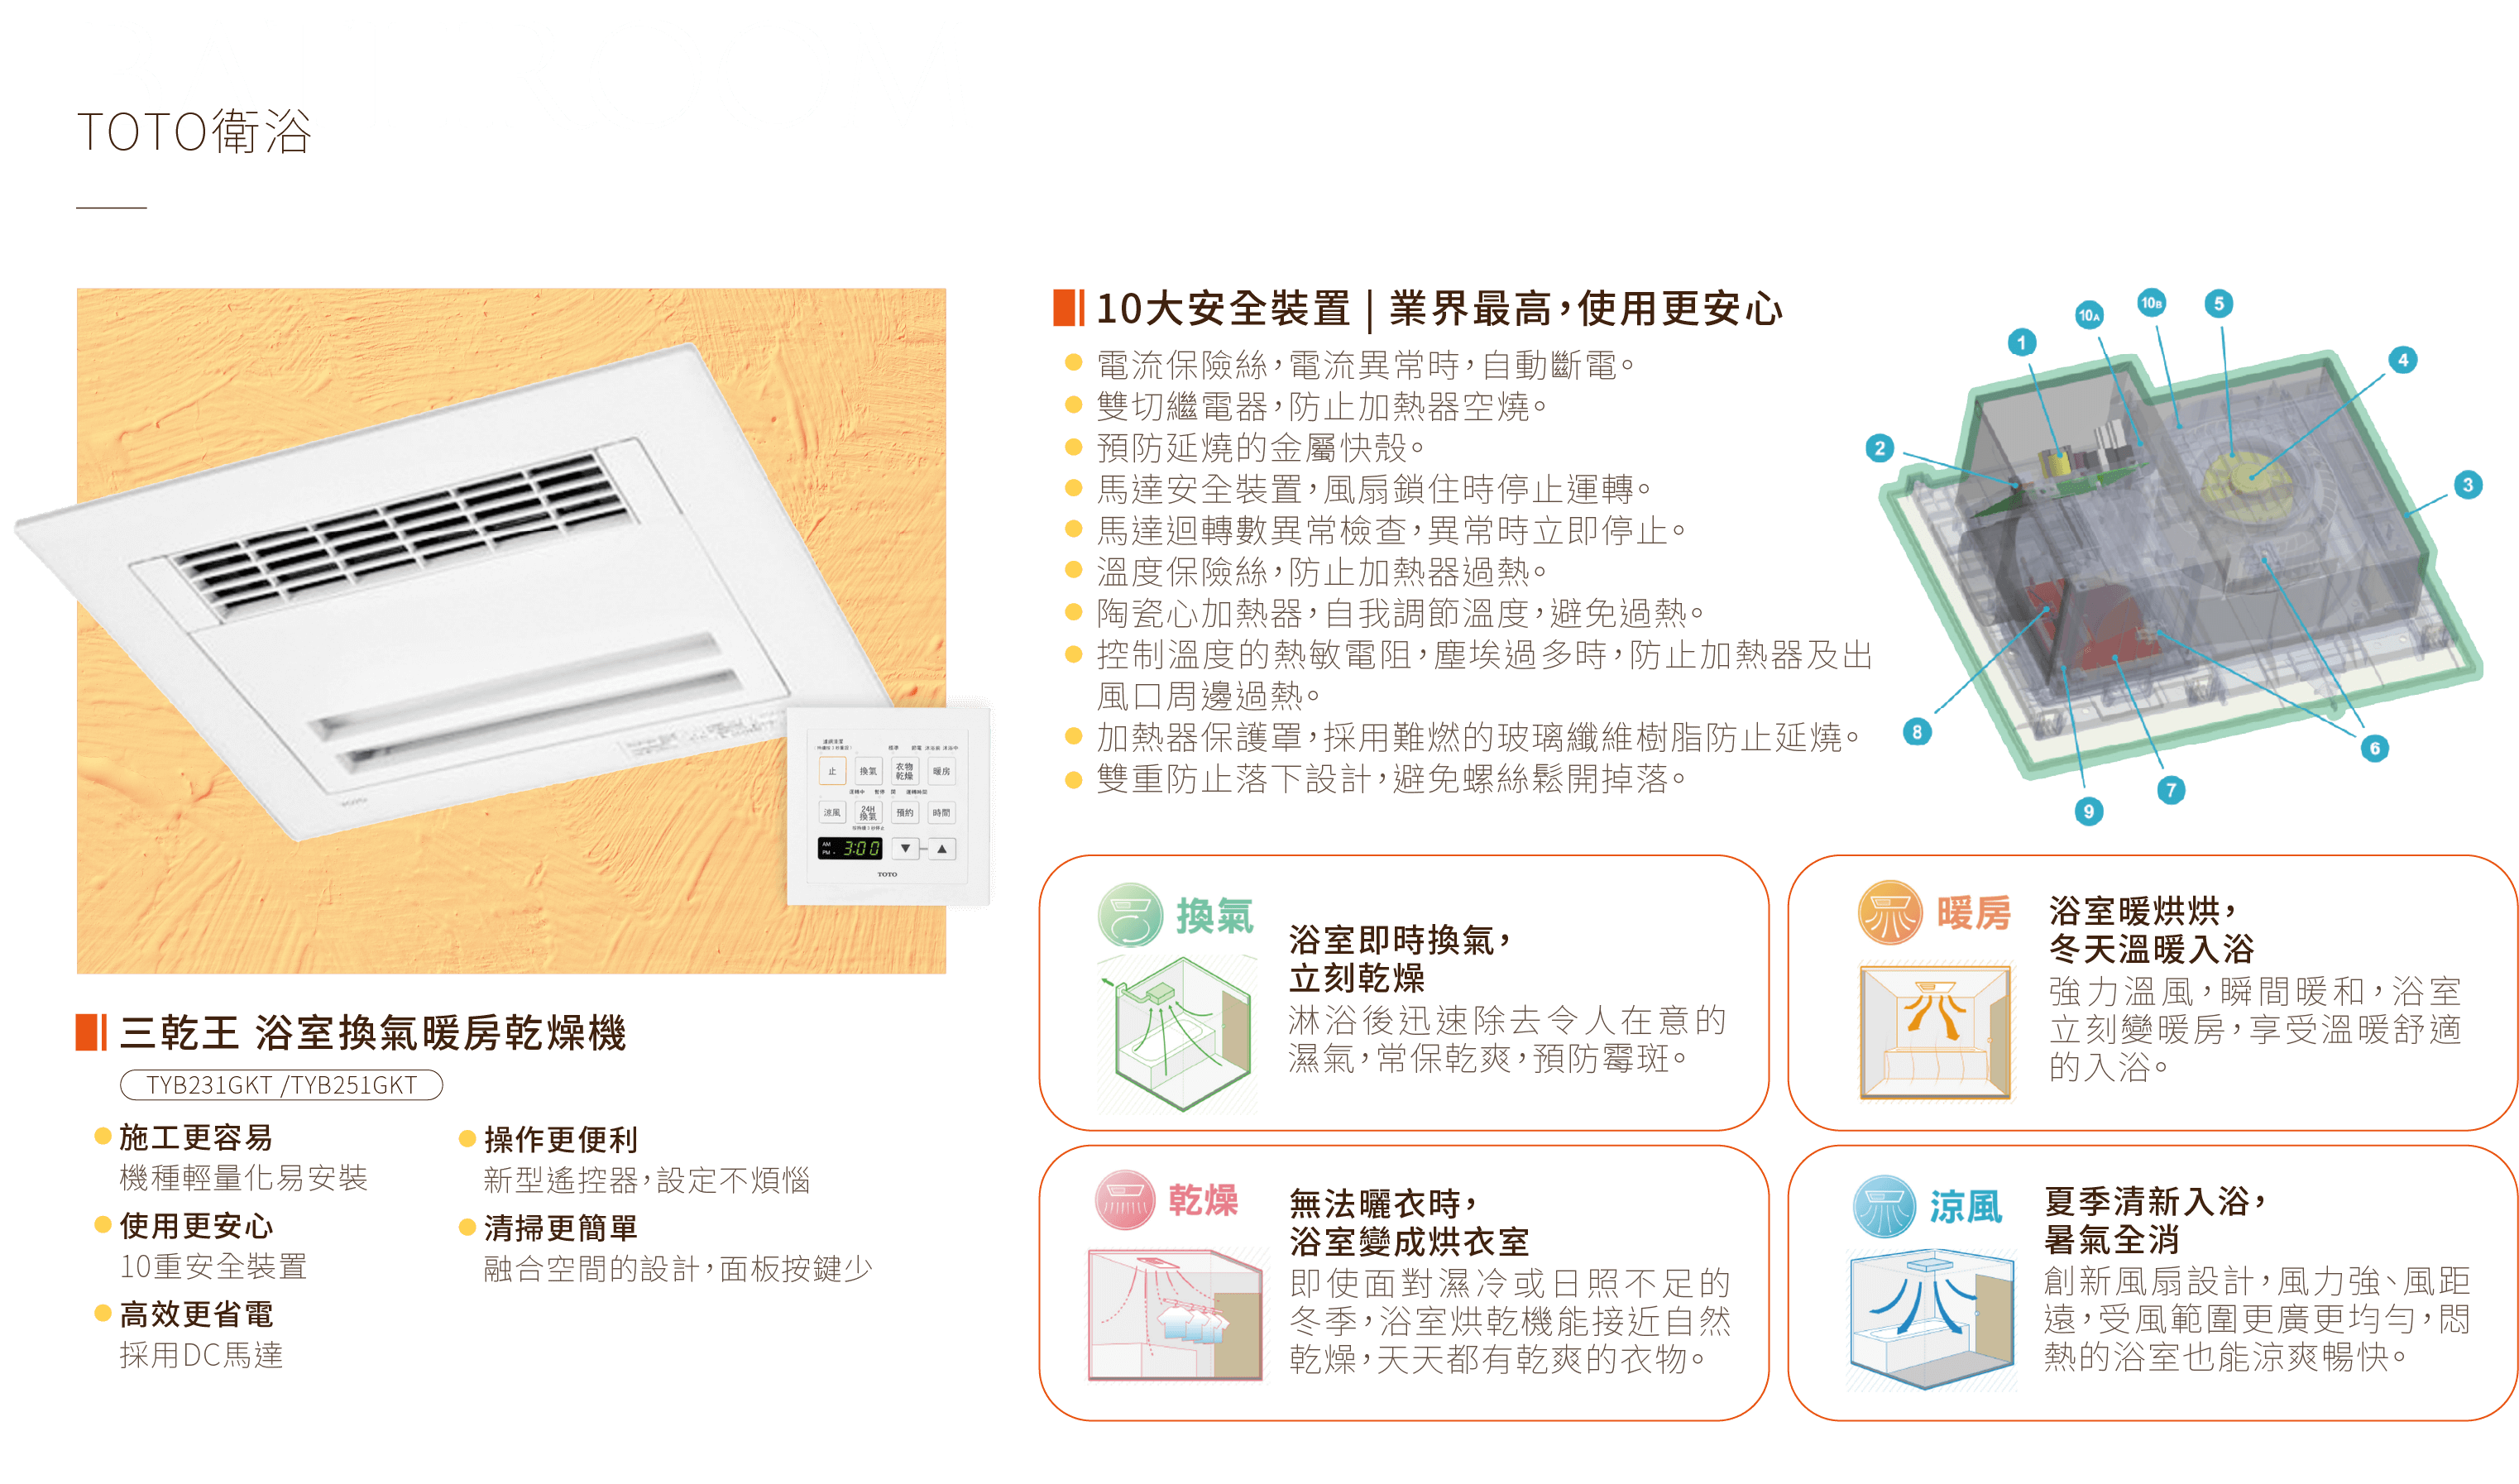 TOTO衛浴
三乾王 浴室換氣暖房乾燥機
TYB231GKT /TYB251GKT
施工更容易
機種輕量化易安裝
使用更安心
10重安全裝置
高效更省電
採用DC馬達
操作更便利
新型遙控器，設定不煩惱
清掃更簡單
融合空間的設計，面板按鍵少
止
換氣
衣物
乾燥
暖房
涼風
24H
換氣
預約
時間
AM
PM
3:00
▼
▲
TOTO
10大安全裝置 | 業界最高，使用更安心
電流保險絲，電流異常時，自動斷電。
雙切繼電器，防止加熱器空燒。
預防延燒的金屬快殼。
馬達安全裝置，風扇鎖住時停止運轉。
馬達迴轉數異常檢查，異常時立即停止。
溫度保險絲，防止加熱器過熱。
陶瓷心加熱器，自我調節溫度，避免過熱。
控制溫度的熱敏電阻，塵埃過多時，防止加熱器及出
風口周邊過熱。
加熱器保護罩，採用難燃的玻璃纖維樹脂防止延燒。
雙重防止落下設計，避免螺絲鬆開掉落。
1
10A
10B
5
4
2
3
8
6
7
9
換氣
浴室即時換氣，
立刻乾燥
淋浴後迅速除去令人在意的
濕氣，常保乾爽，預防霉斑。
暖房
浴室暖烘烘，
冬天溫暖入浴
強力溫風，瞬間暖和，浴室
立刻變暖房，享受溫暖舒適
的入浴。
乾燥
無法曬衣時，
浴室變成烘衣室
即使面對濕冷或日照不足的
冬季，浴室烘乾機能接近自然
乾燥，天天都有乾爽的衣物。
涼風
夏季清新入浴，
暑氣全消
創新風扇設計，風力強、風距
遠，受風範圍更廣更均勻，悶
熱的浴室也能涼爽暢快。